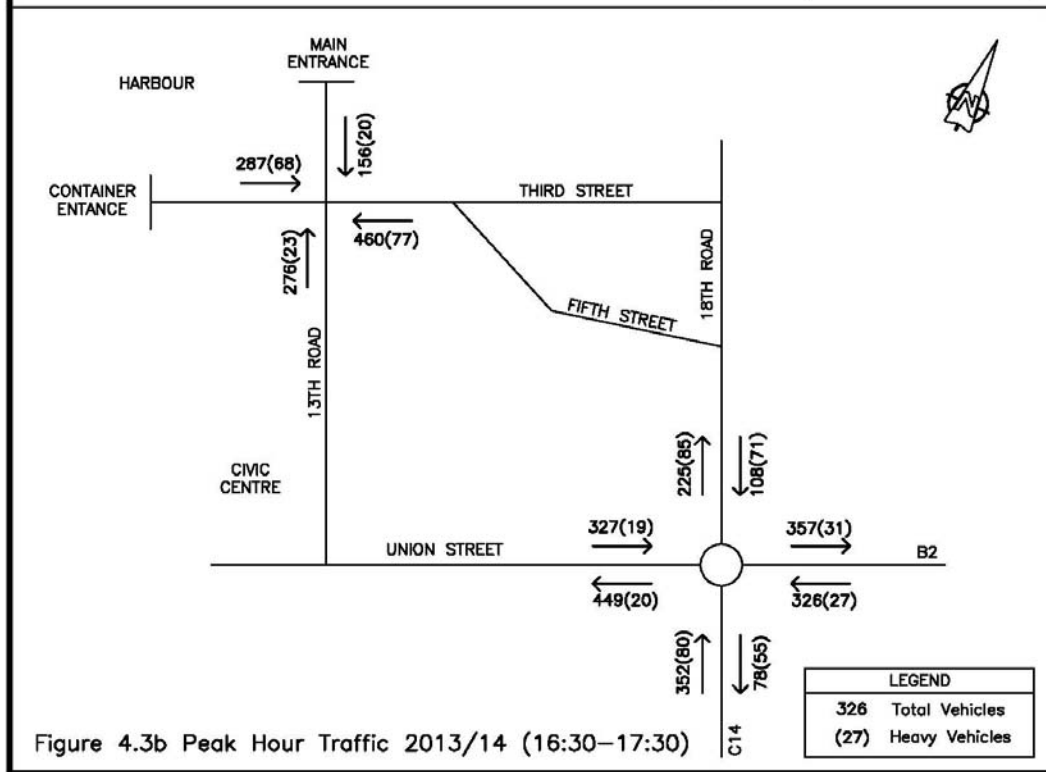 MAIN
ENTRANCE
HARBOUR
N
287(68)
156(20)
CONTAINER
ENTANCE
THIRD STREET
460(77)
276(23)
18TH ROAD
FIFTH STREET
13TH ROAD
CIVIC
CENTRE
225(85)
108(71)
327(19)
357(31)
UNION STREET
B2
449(20)
326(27)
352(80)
78(55)
C14
LEGEND
326 Total Vehicles
(27) Heavy Vehicles
Figure 4.3b Peak Hour Traffic 2013/14 (16:30-17:30)